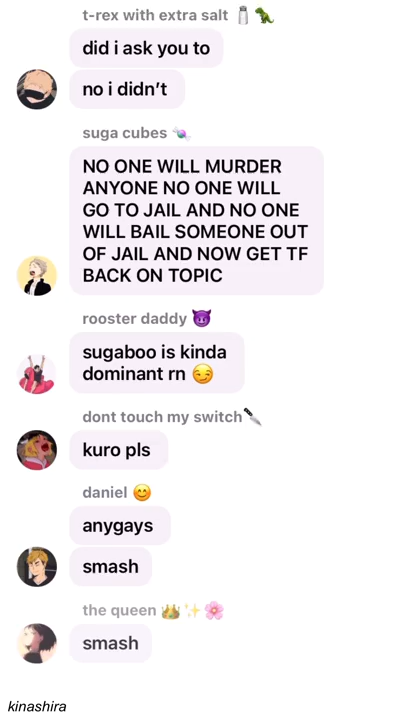 t-rex with extra salt 🧂🦖
did i ask you to
no i didn't
suga cubes 🍬
NO ONE WILL MURDER
ANYONE NO ONE WILL
GO TO JAIL AND NO ONE
WILL BAIL SOMEONE OUT
OF JAIL AND NOW GET TF
BACK ON TOPIC
rooster daddy 😈
sugaboo is kinda
dominant rn 😏
dont touch my switch🔪
kuro pls
daniel 😊
anygays
smash
the queen 👑✨🌸
smash
kinashira